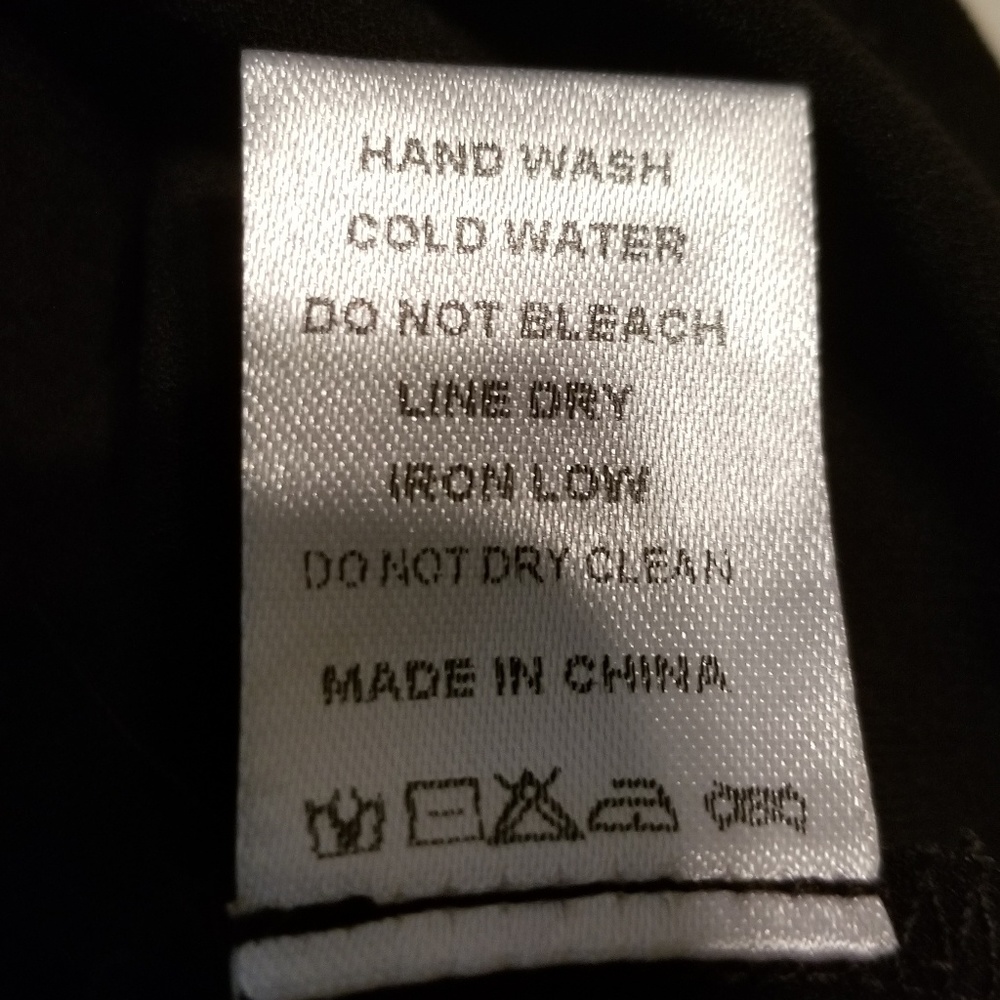 HAND WASH
COLD WATER
DO NOT BLEACH
LINE DRY
IRON LOW
DO NOT DRY CLEAN
MADE IN CHINA